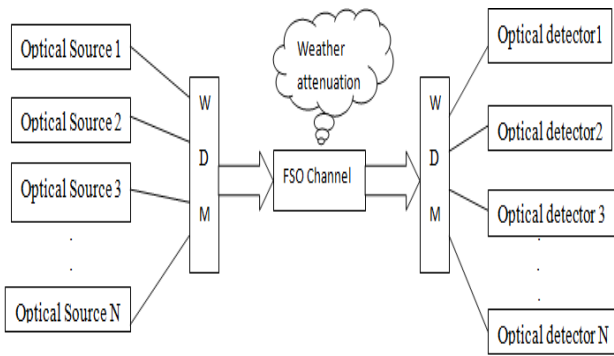 Optical Source 1
Optical Source 2
Optical Source 3
.
.
Optical Source N
W
D
M
Weather
attenuation
FSO Channel
W
D
M
Optical detector1
Optical detector2
Optical detector 3
.
.
Optical detector N